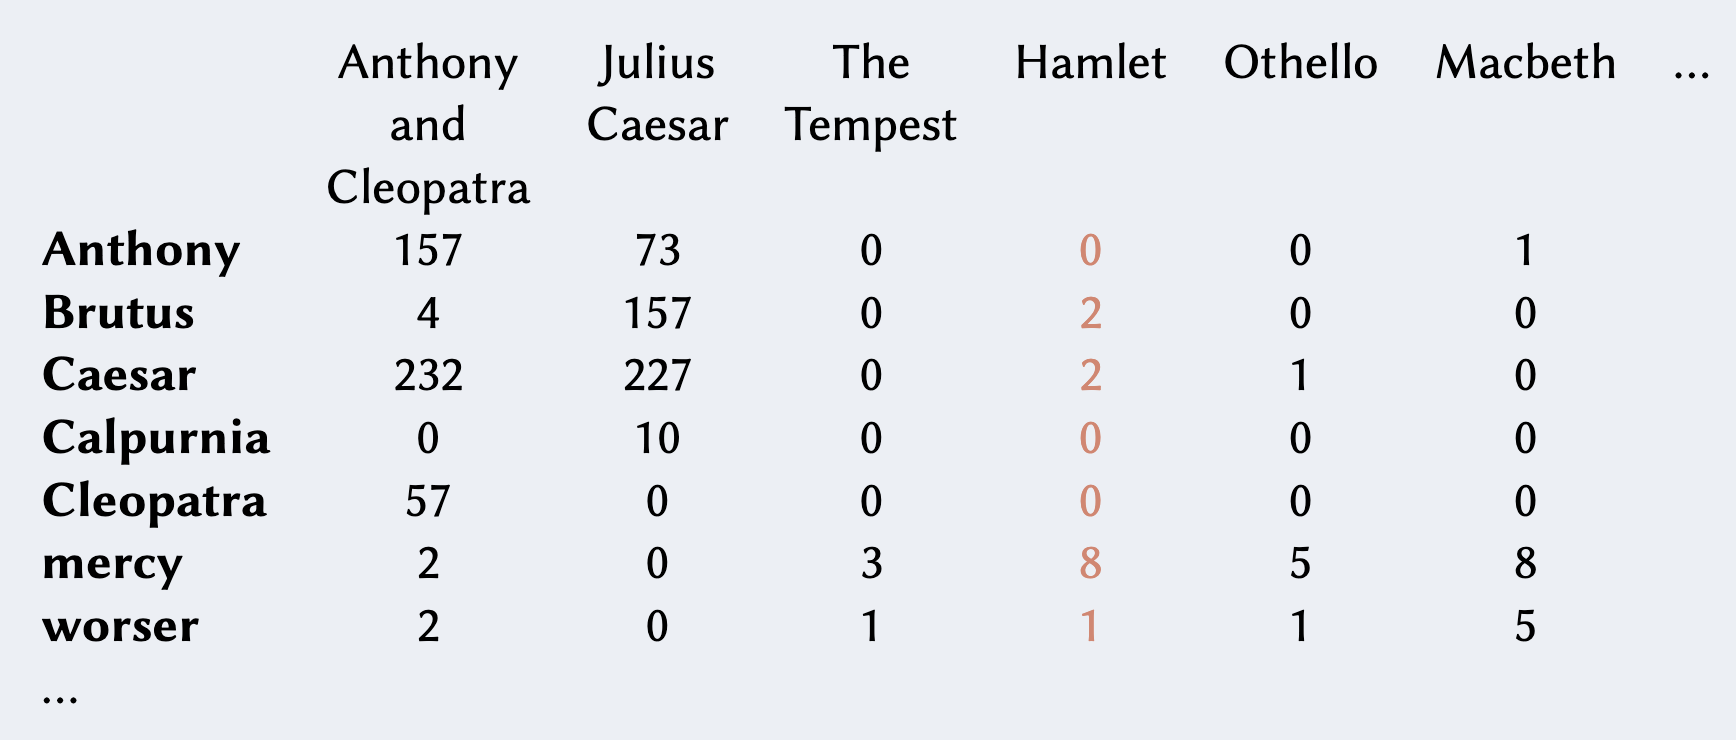 Anthony Julius The Hamlet Othello Macbeth ...
and Caesar Tempest
Cleopatra
Anthony 157 73 0 0 0 1
Brutus 4 157 0 2 0 0
Caesar 232 227 0 2 1 0
Calpurnia 0 10 0 0 0 0
Cleopatra 57 0 0 0 0 0
mercy 2 0 3 8 5 8
worser 2 0 1 1 1 5
...